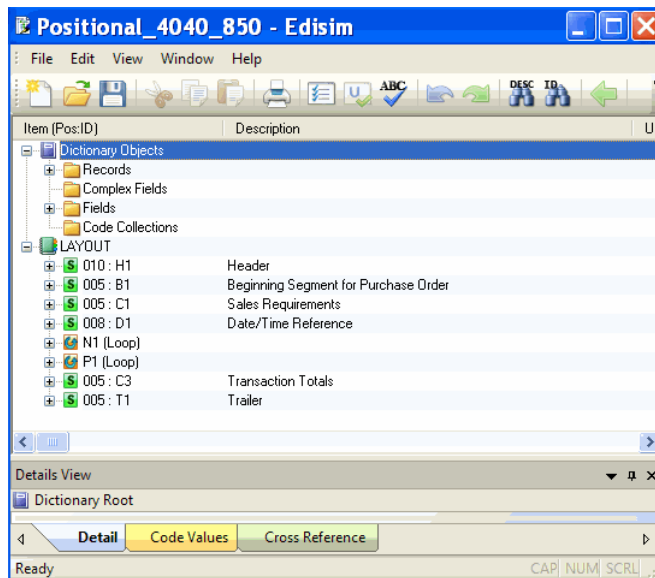 Positional_4040_850 - Edisim
File Edit View Window Help
U ABC DESC ID
Item (Pos:ID) Description U
Dictionary Objects
Records
Complex Fields
Fields
Code Collections
LAYOUT
S 010 : H1 Header
S 005 : B1 Beginning Segment for Purchase Order
S 005 : C1 Sales Requirements
S 008 : D1 Date/Time Reference
N1 (Loop)
P1 (Loop)
S 005 : C3 Transaction Totals
S 005 : T1 Trailer
Details View
Dictionary Root
Detail Code Values Cross Reference
Ready CAP NUM SCRL